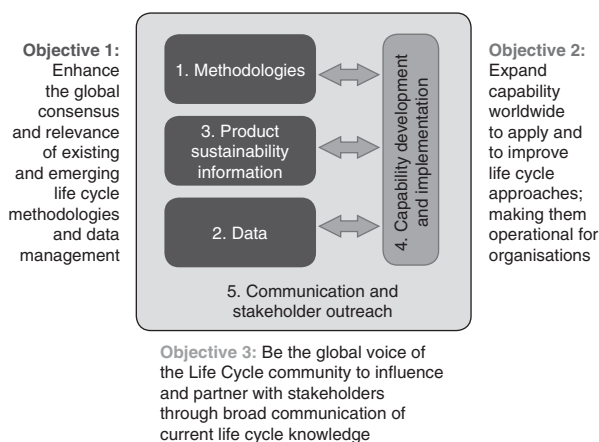 Objective 1:
Enhance
the global
consensus
and relevance
of existing
and emerging
life cycle
methodologies
and data
management
1. Methodologies
3. Product
sustainability
information
2. Data
4. Capability development
and implementation
5. Communication and
stakeholder outreach
Objective 2:
Expand
capability
worldwide
to apply and
to improve
life cycle
approaches;
making them
operational for
organisations
Objective 3: Be the global voice of
the Life Cycle community to influence
and partner with stakeholders
through broad communication of
current life cycle knowledge